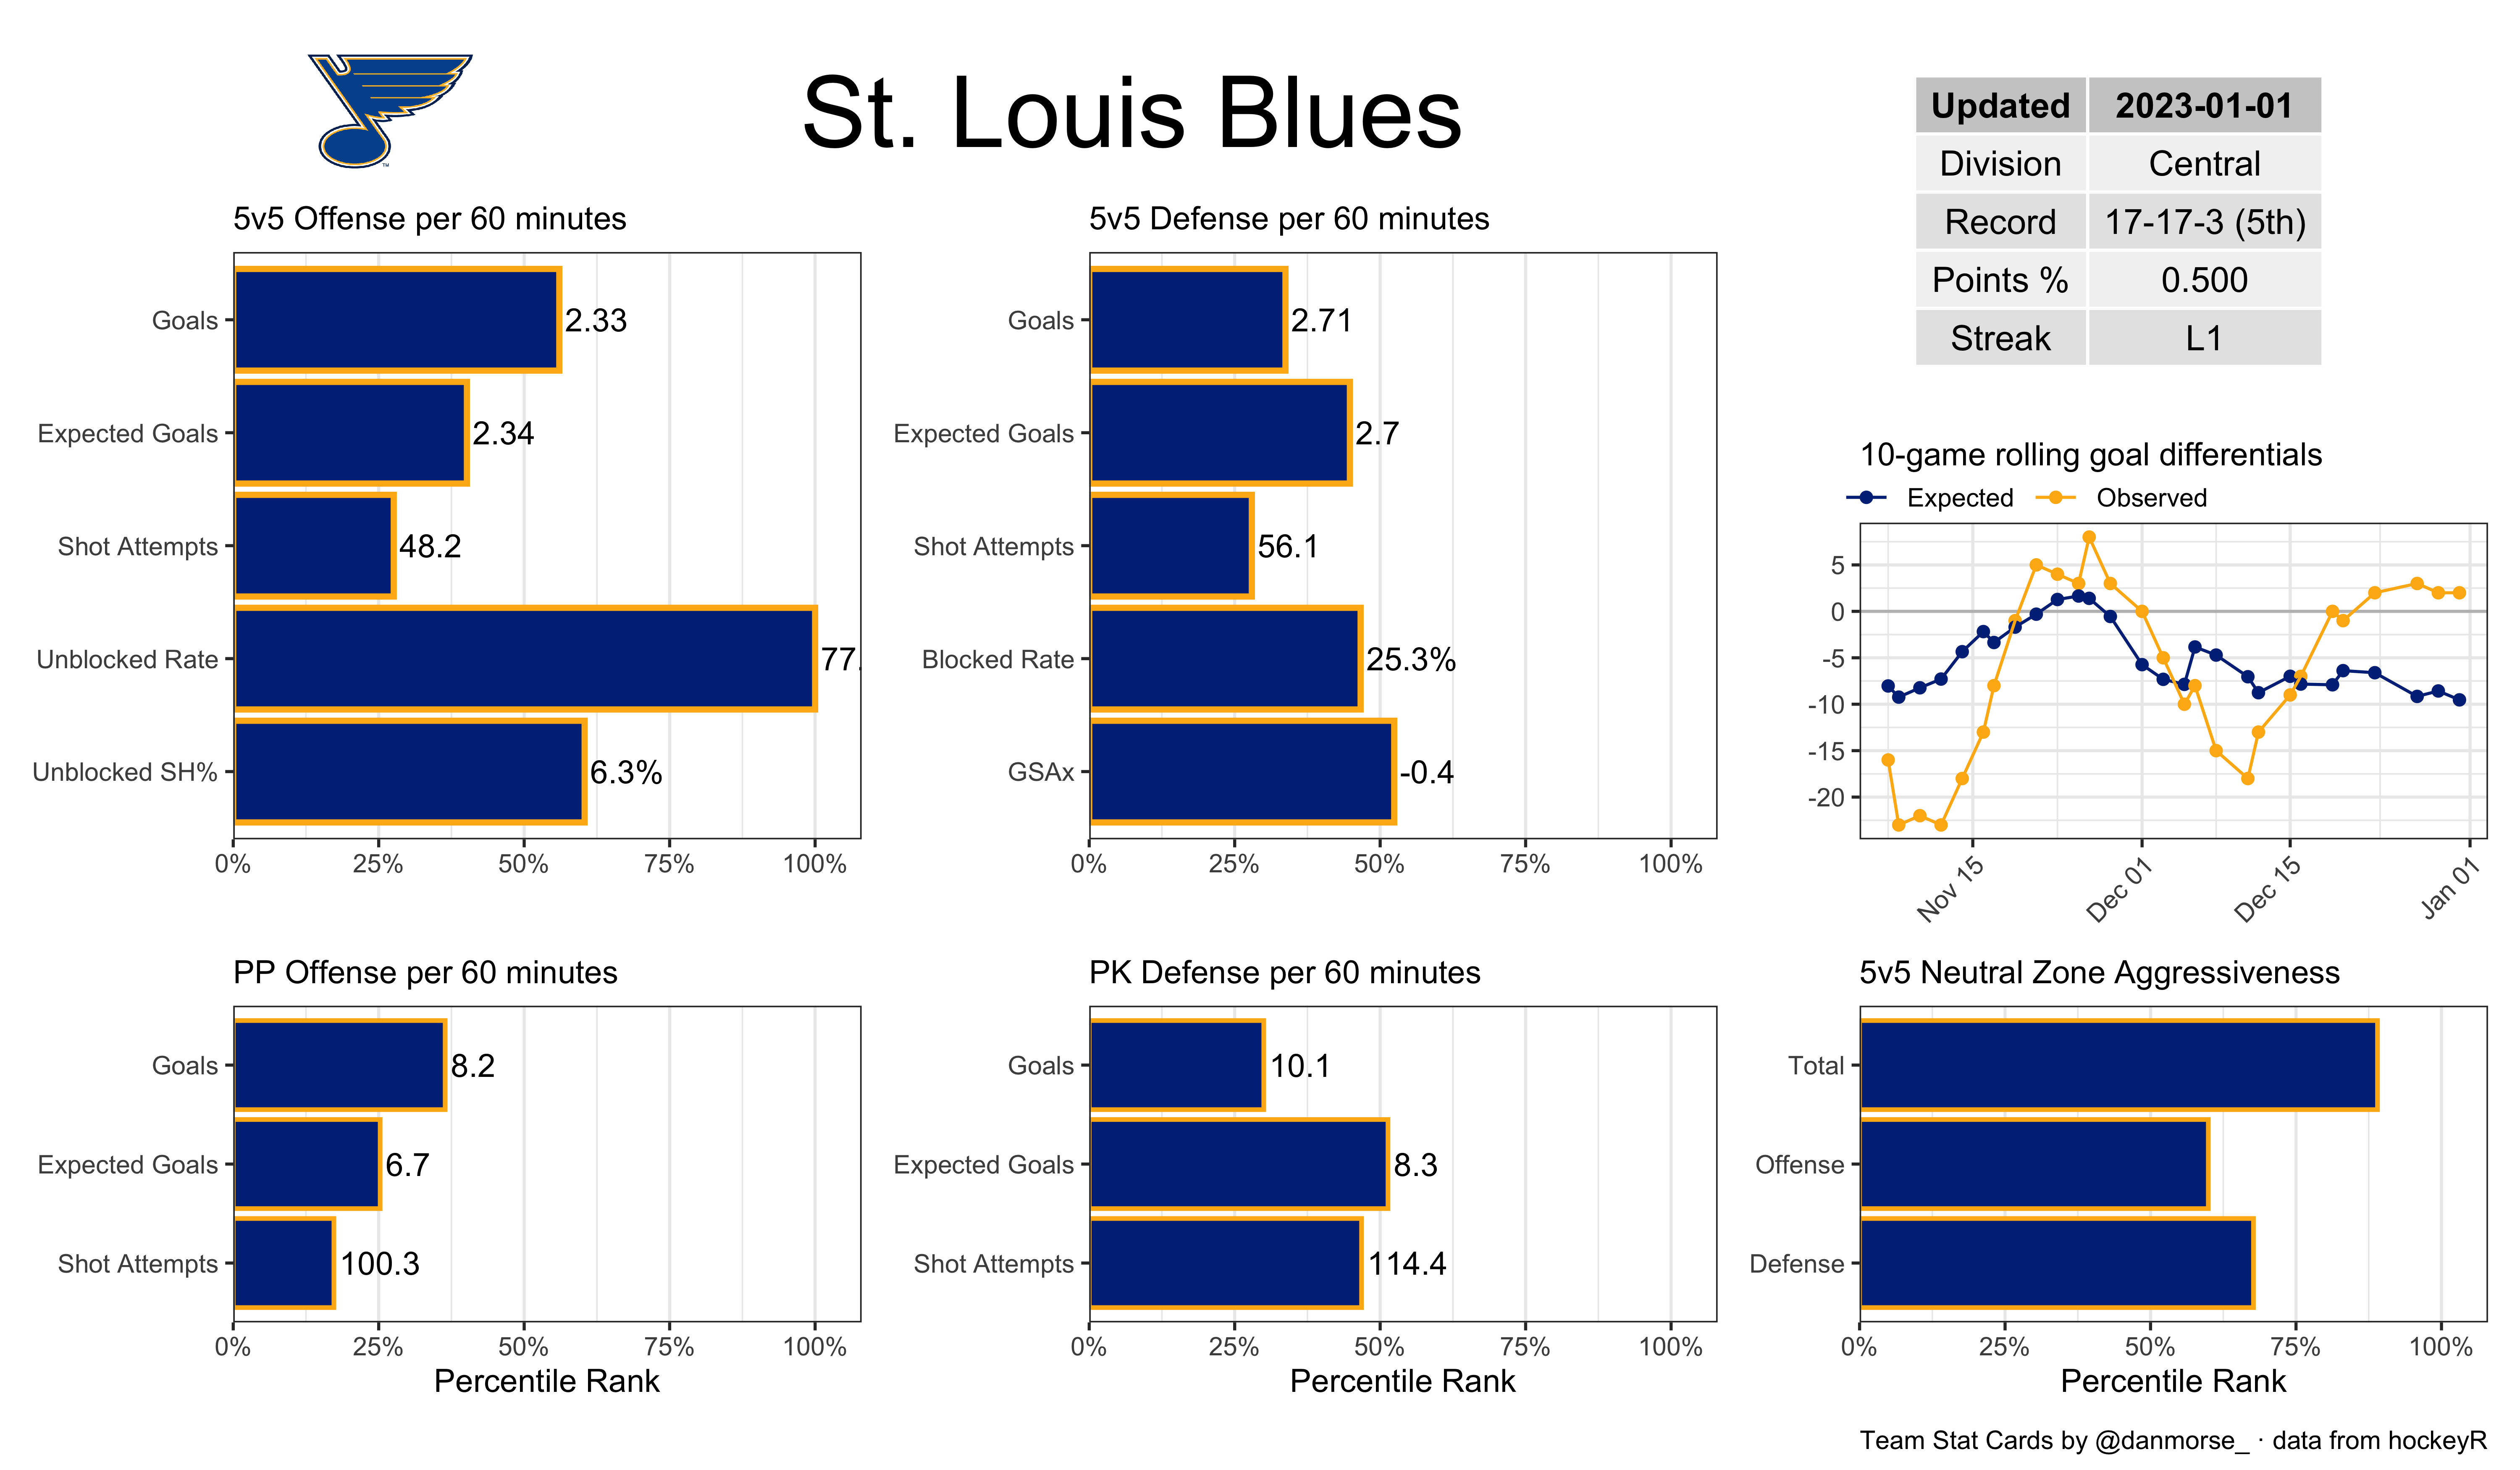 St. Louis Blues
Updated 2023-01-01
Division Central
Record 17-17-3 (5th)
Points % 0.500
Streak L1
5v5 Offense per 60 minutes
Goals 2.33
Expected Goals 2.34
Shot Attempts 48.2
Unblocked Rate 77.
Unblocked SH% 6.3%
0% 25% 50% 75% 100%
5v5 Defense per 60 minutes
Goals 2.71
Expected Goals 2.7
Shot Attempts 56.1
Blocked Rate 25.3%
GSAx -0.4
0% 25% 50% 75% 100%
10-game rolling goal differentials
Expected Observed
5
0
-5
-10
-15
-20
Nov 15 Dec 01 Dec 15 Jan 01
PP Offense per 60 minutes
Goals 8.2
Expected Goals 6.7
Shot Attempts 100.3
0% 25% 50% 75% 100%
Percentile Rank
PK Defense per 60 minutes
Goals 10.1
Expected Goals 8.3
Shot Attempts 114.4
0% 25% 50% 75% 100%
Percentile Rank
5v5 Neutral Zone Aggressiveness
Total
Offense
Defense
0% 25% 50% 75% 100%
Percentile Rank
Team Stat Cards by @danmorse_ · data from hockeyR